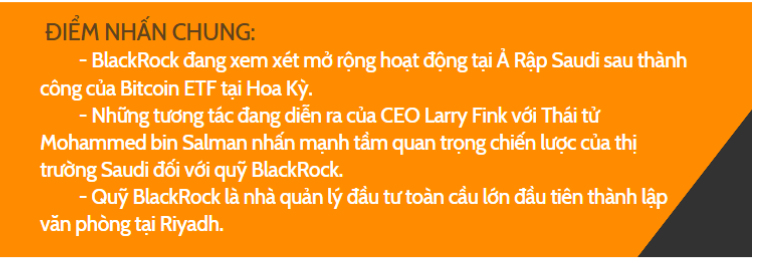 ĐIỂM NHẤN CHUNG:
- BlackRock đang xem xét mở rộng hoạt động tại Ả Rập Saudi sau thành
công của Bitcoin ETF tại Hoa Kỳ.
- Những tương tác đang diễn ra của CEO Larry Fink với Thái tử
Mohammed bin Salman nhấn mạnh tầm quan trọng chiến lược của thị
trường Saudi đối với quỹ BlackRock.
- Quỹ BlackRock là nhà quản lý đầu tư toàn cầu lớn đầu tiên thành lập
văn phòng tại Riyadh.